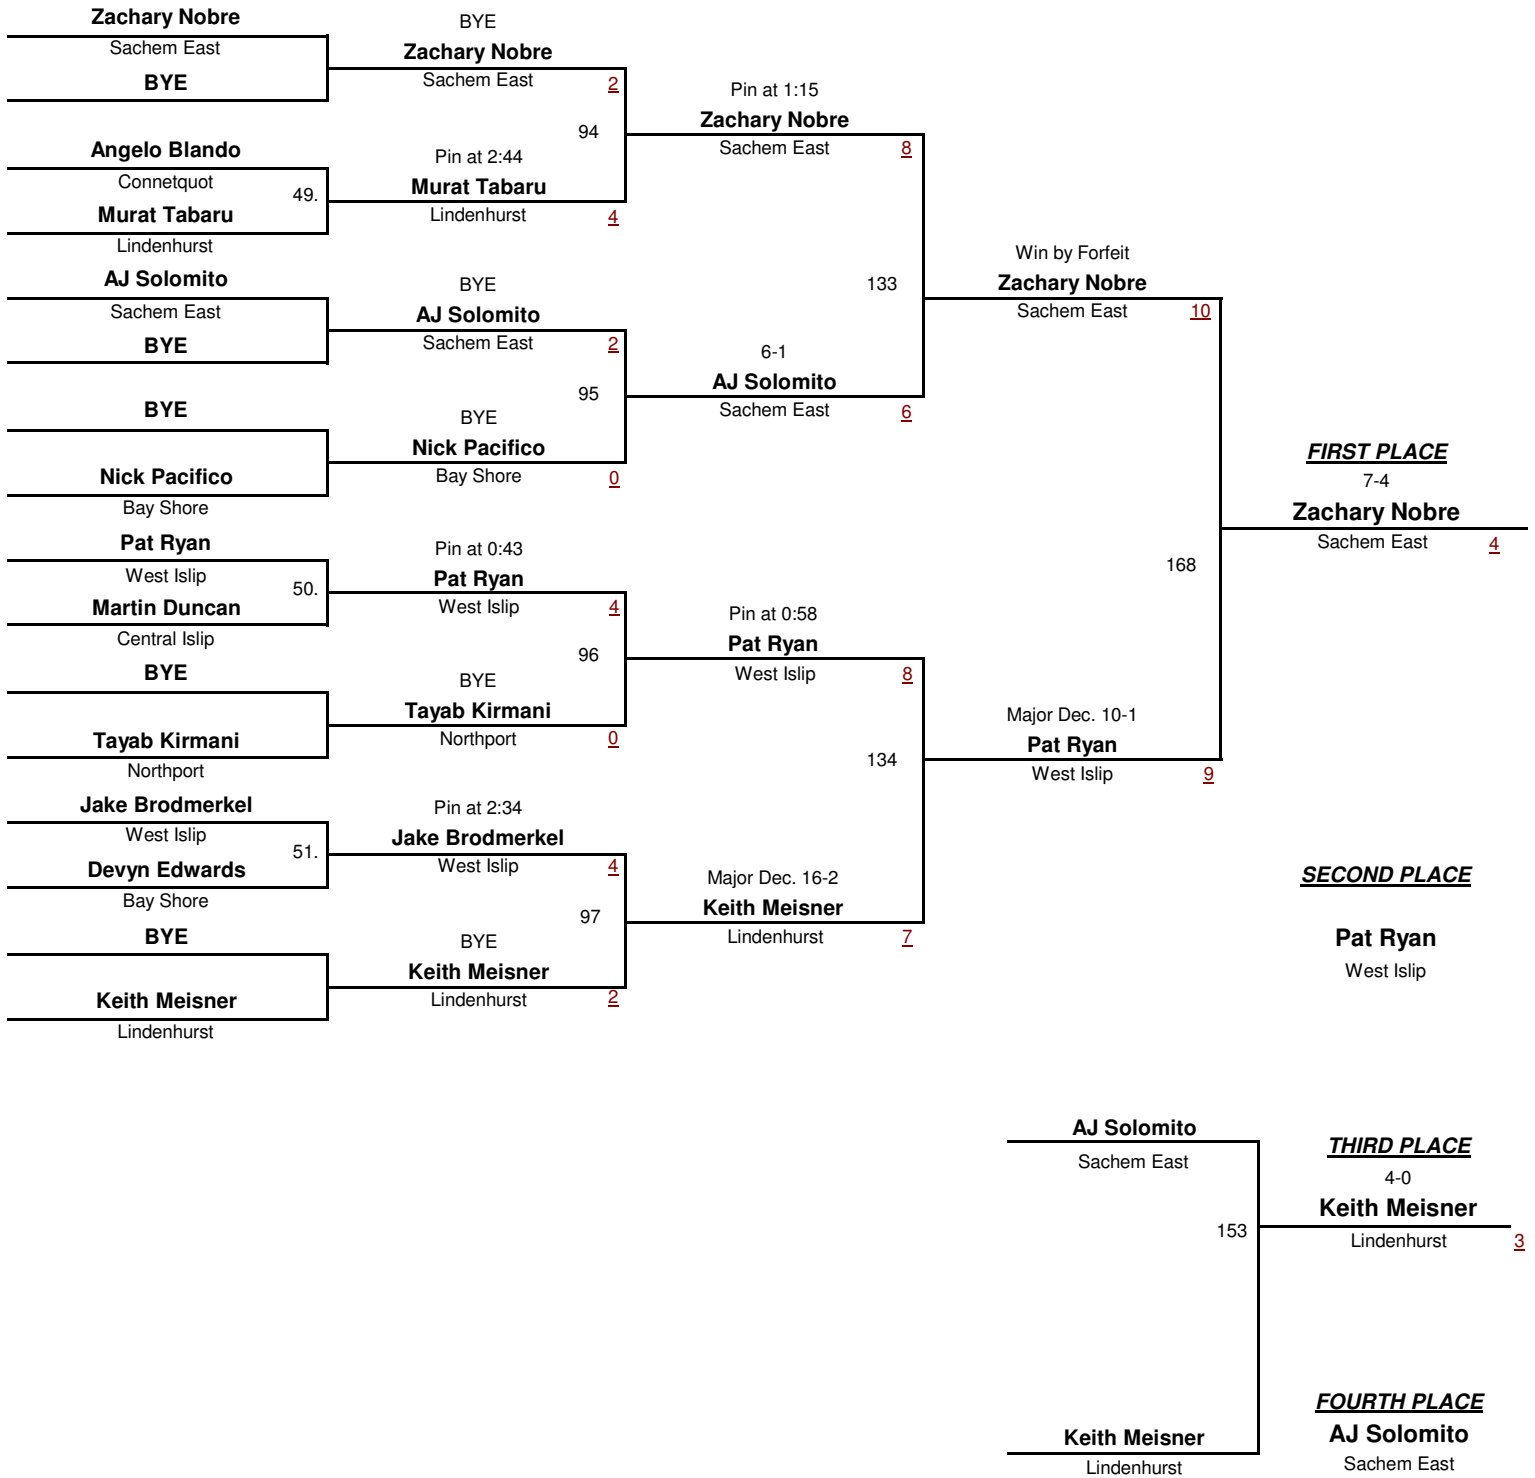 Zachary Nobre
Sachem East
BYE
Angelo Blando
Connetquot
49.
Murat Tabaru
Lindenhurst
AJ Solomito
Sachem East
BYE
BYE
Nick Pacifico
Bay Shore
Pat Ryan
West Islip
50.
Martin Duncan
Central Islip
BYE
Tayab Kirmani
Northport
Jake Brodmerkel
West Islip
51.
Devyn Edwards
Bay Shore
BYE
Keith Meisner
Lindenhurst
BYE
Zachary Nobre
Sachem East
2
94
Pin at 2:44
Murat Tabaru
Lindenhurst
4
BYE
AJ Solomito
Sachem East
2
95
BYE
Nick Pacifico
Bay Shore
0
Pin at 0:43
Pat Ryan
West Islip
4
96
BYE
Tayab Kirmani
Northport
0
Pin at 2:34
Jake Brodmerkel
West Islip
4
97
BYE
Keith Meisner
Lindenhurst
2
Pin at 1:15
Zachary Nobre
Sachem East
8
133
6-1
AJ Solomito
Sachem East
6
Pin at 0:58
Pat Ryan
West Islip
8
134
Major Dec. 16-2
Keith Meisner
Lindenhurst
7
Win by Forfeit
Zachary Nobre
Sachem East
10
168
Major Dec. 10-1
Pat Ryan
West Islip
9
FIRST PLACE
7-4
Zachary Nobre
Sachem East
4
SECOND PLACE
Pat Ryan
West Islip
AJ Solomito
Sachem East
153
Keith Meisner
Lindenhurst
THIRD PLACE
4-0
Keith Meisner
Lindenhurst
3
FOURTH PLACE
AJ Solomito
Sachem East